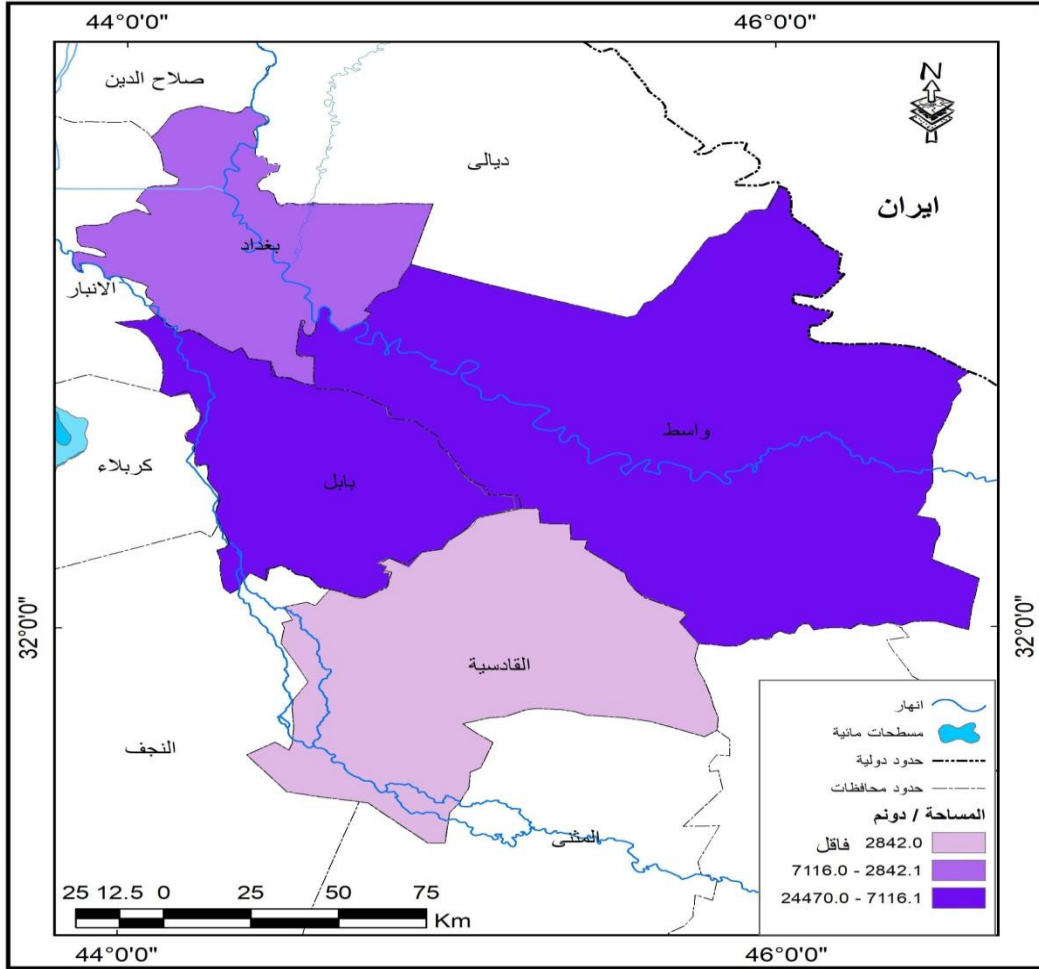 44°0'0"
46°0'0"
N
صلاح الدين
ديالى
ايران
بغداد
الانبار
واسط
كربلاء
بابل
32°0'0"
32°0'0"
القادسية
النجف
المثنى
انهار
مسطحات مائية
حدود دولية
حدود محافظات
المساحة / دونم
2842.0 فاقل
7116.0 - 2842.1
24470.0 - 7116.1
25 12.5 0 25 50 75
Km
44°0'0"
46°0'0"